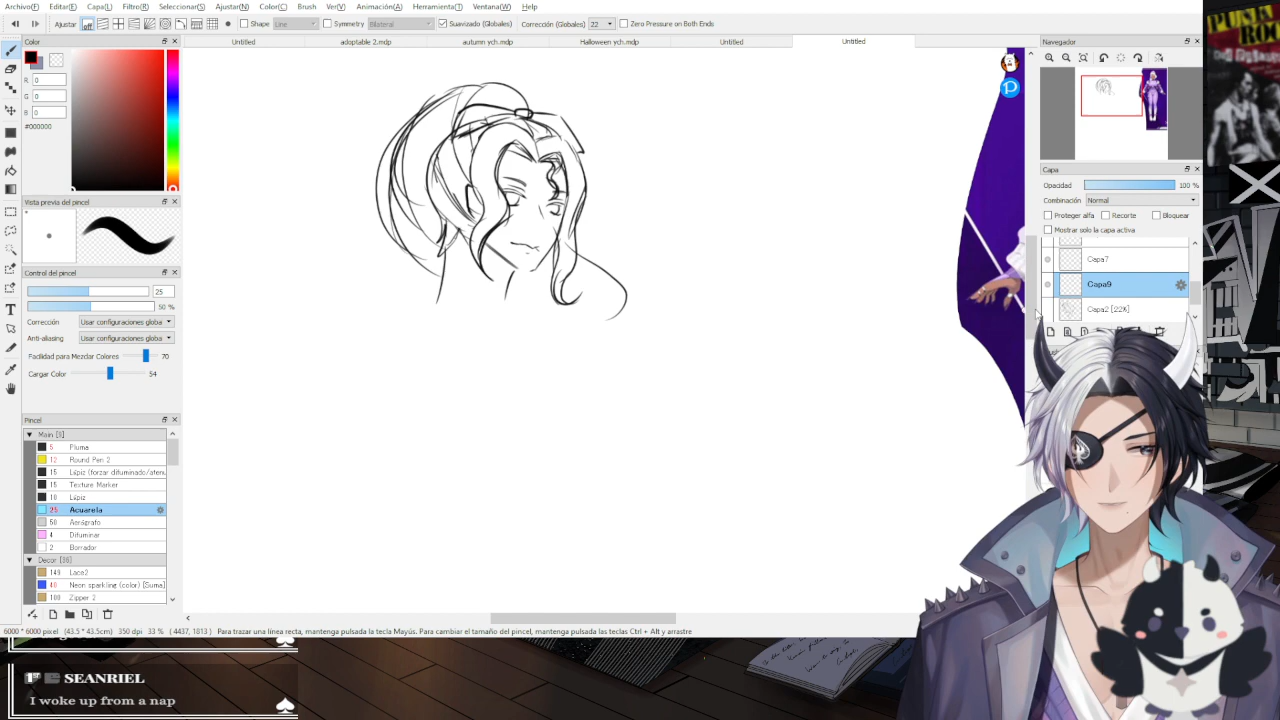 Archivo(F) Editar(E) Capa(L) Filtro(R) Seleccionar(S) Ajustar(N) Color(C) Brush Ver(V) Animación(A) Herramienta(T) Ventana(W) Help
Ajustar off Shape Line Symmetry Bilateral Suavizado (Globales) Corrección (Globales) 22 Zero Pressure on Both Ends
Untitled adoptable 2.mdp autumn ych.mdp Halloween ych.mdp Untitled Untitled
Color
R 0
G 0
B 0
#000000
Vista previa del pincel
Control del pincel
25
50 %
Corrección Usar configuraciones globa
Anti-aliasing Usar configuraciones globa
Facilidad para Mezclar Colores 70
Cargar Color 54
Pincel
5 Pluma
12 Round Pen 2
15 Lápiz (forzar difuminado/aten
15 Texture Marker
10 Lápiz
25 Acuarela
50 Aerógrafo
4 Difuminar
2 Borrador
149 Lace2
40 Neon sparkling (color) [Suma]
100 Zipper 2
Navegador
Capa
Opacidad 100 %
Combinación Normal
Proteger alfa Recorte Bloquear
Mostrar solo la capa activa
Capa7
Capa9
Capa2 [22%]
6000 * 6000 pixel (43.5 * 43.5cm) 350 dpi 33 % ( 4437, 1813 ) Para trazar una línea recta, mantenga pulsada la tecla Mayús. Para cambiar el tamaño del pincel, mantenga pulsadas las teclas Ctrl + Alt y arrastre
SEANRIEL
I woke up from a nap